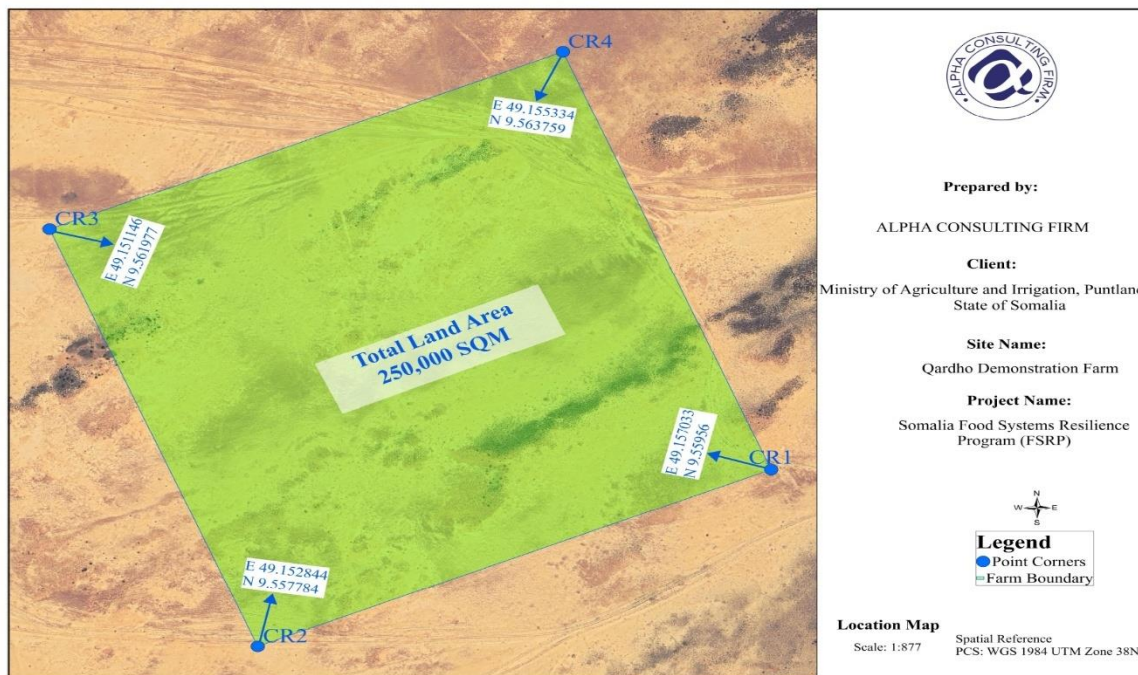 CR4
E 49.155334
N 9.563759
CR3
E 49.151146
N 9.561977
Total Land Area
250,000 SQM
E 49.157033
N 9.55956
CR1
E 49.152844
N 9.557784
CR2
ALPHA CONSULTING FIRM
Prepared by:
ALPHA CONSULTING FIRM
Client:
Ministry of Agriculture and Irrigation, Puntland
State of Somalia
Site Name:
Qardho Demonstration Farm
Project Name:
Somalia Food Systems Resilience
Program (FSRP)
N
W E
S
Legend
Point Corners
Farm Boundary
Location Map
Scale: 1:877
Spatial Reference
PCS: WGS 1984 UTM Zone 38N